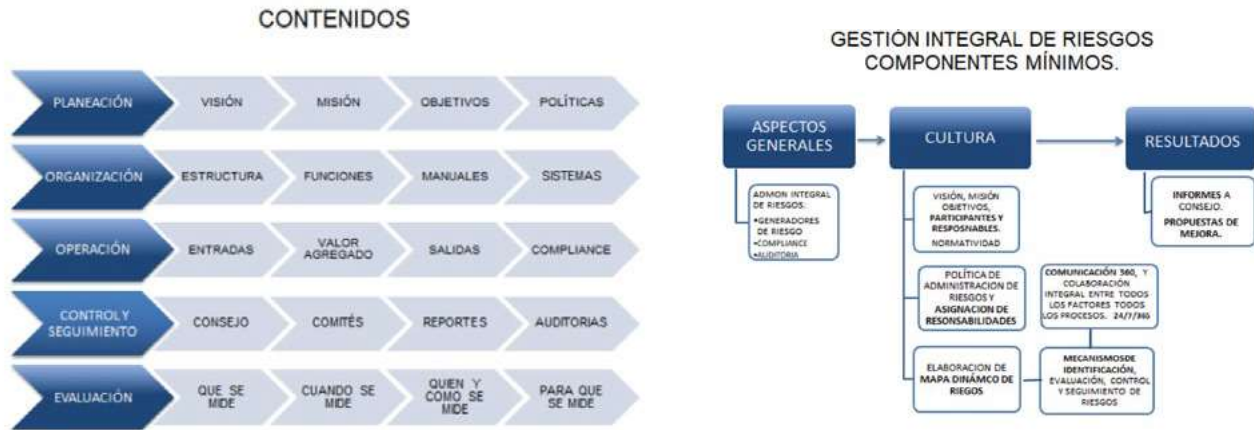 CONTENIDOS
PLANEACIÓN
VISIÓN
MISIÓN
OBJETIVOS
POLÍTICAS
ORGANIZACIÓN
ESTRUCTURA
FUNCIONES
MANUALES
SISTEMAS
OPERACIÓN
ENTRADAS
VALOR
AGREGADO
SALIDAS
COMPLIANCE
CONTROL Y
SEGUIMIENTO
CONSEJO
COMITÉS
REPORTES
AUDITORIAS
EVALUACIÓN
QUE SE
MIDE
CUANDO SE
MIDE
QUIEN Y
COMO SE
MIDE
PARA QUE
SE MIDE
GESTIÓN INTEGRAL DE RIESGOS
COMPONENTES MÍNIMOS.
ASPECTOS
GENERALES
ADMON INTEGRAL
DE RIESGOS:
•GENERADORES
DE RIESGO
•COMPLIANCE
•AUDITORIA
CULTURA
VISIÓN, MISIÓN
OBJETIVOS,
PARTICIPANTES Y
RESPONSABLES.
NORMATIVIDAD
POLÍTICA DE
ADMINISTRACION DE
RIESGOS Y
ASIGNACION DE
RESONSABILIDADES
ELABORACION DE
MAPA DINÁMCO DE
RIEGOS
MECANISMOSDE
IDENTIFICACIÓN,
EVALUACIÓN, CONTROL
Y SEGUIMIENTO DE
RIESGOS
COMUNICACIÓN 360, Y
COLABORACIÓN
INTEGRAL ENTRE TODOS
LOS FACTORES TODOS
LOS PROCESOS. 24/7/365
RESULTADOS
INFORMES A
CONSEJO.
PROPUESTAS DE
MEJORA.